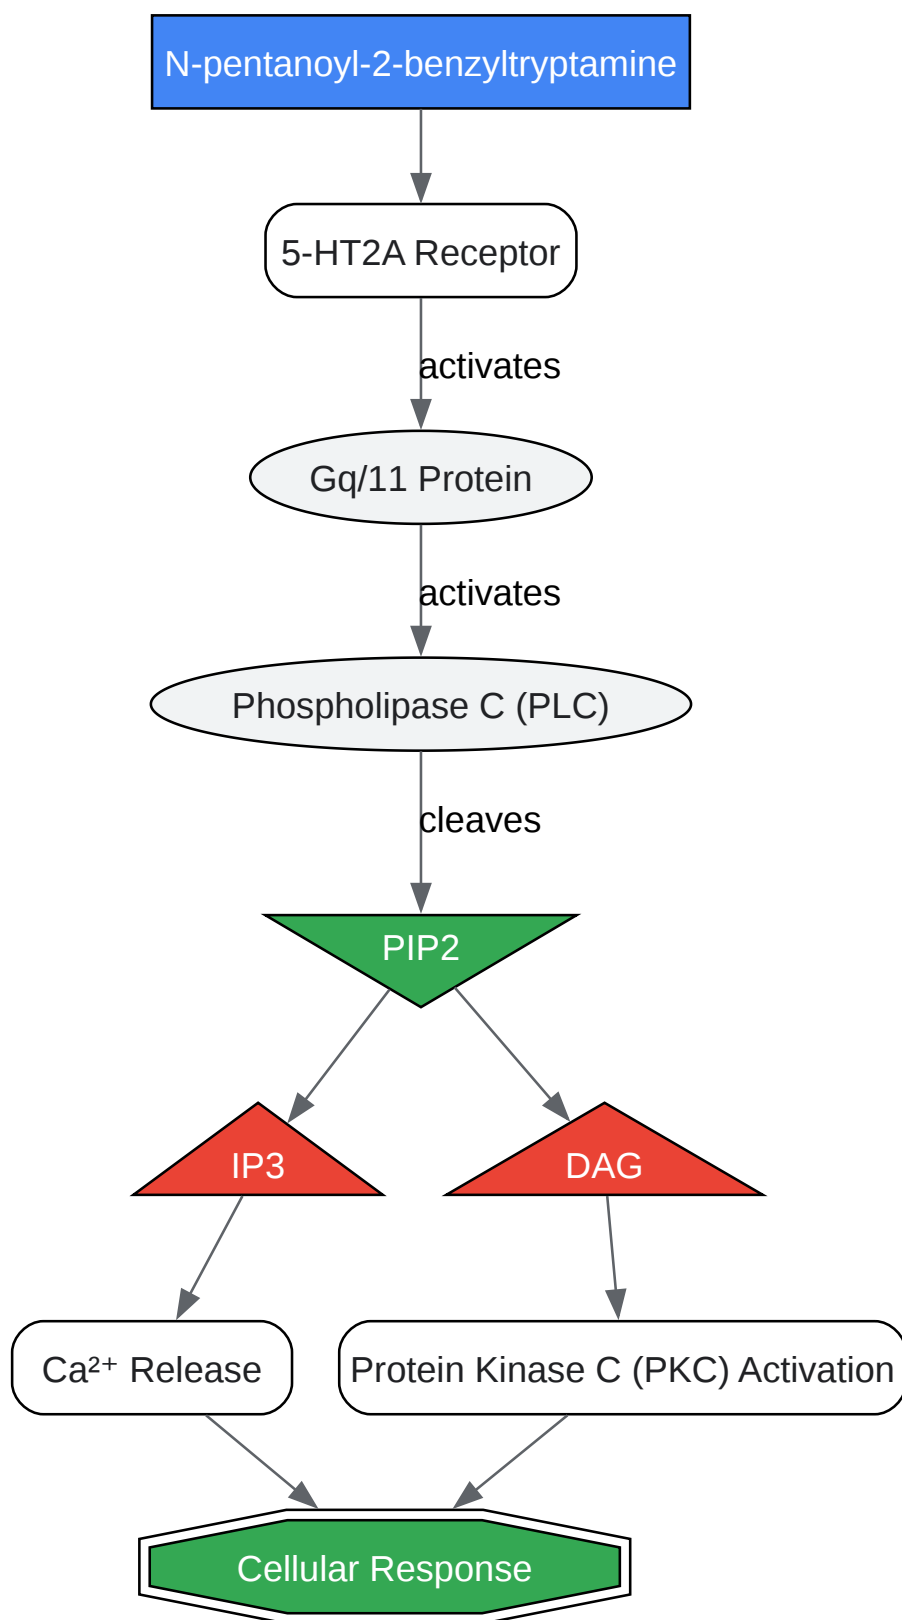 N-pentanoyl-2-benzyltryptamine
5-HT2A Receptor
activates
Gq/11 Protein
activates
Phospholipase C (PLC)
cleaves
PIP2
IP3
DAG
Ca²⁺ Release
Protein Kinase C (PKC) Activation
Cellular Response